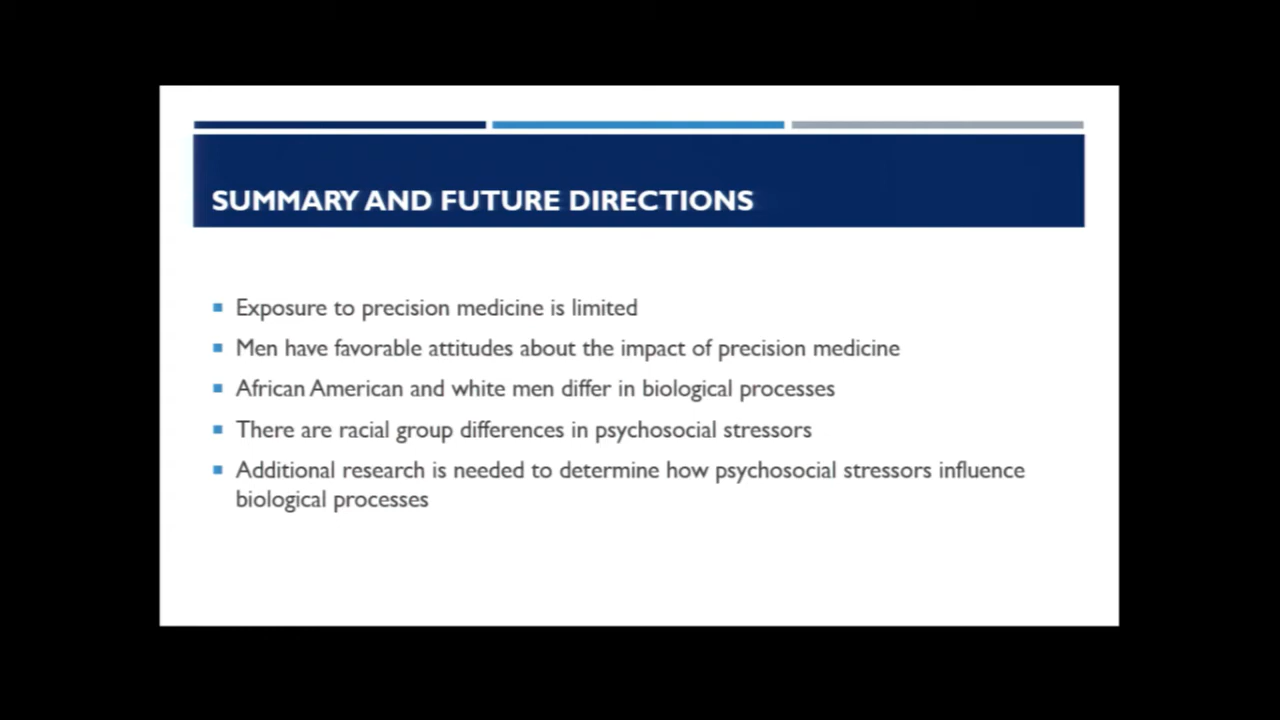 SUMMARY AND FUTURE DIRECTIONS
Exposure to precision medicine is limited
Men have favorable attitudes about the impact of precision medicine
African American and white men differ in biological processes
There are racial group differences in psychosocial stressors
Additional research is needed to determine how psychosocial stressors influence
biological processes